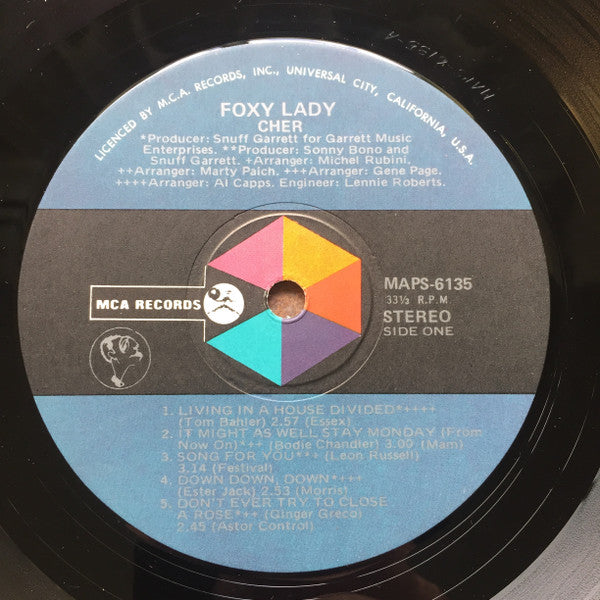 LICENCED BY M.C.A. RECORDS, INC., UNIVERSAL CITY, CALIFORNIA, U.S.A.
FOXY LADY
CHER
*Producer: Snuff Garrett for Garrett Music
Enterprises. **Producer: Sonny Bono and
Snuff Garrett. +Arranger: Michel Rubini.
++Arranger: Marty Paich. +++Arranger: Gene Page.
++++Arranger: Al Capps. Engineer: Lennie Roberts.
MCA RECORDS
MAPS-6135
33⅓ R.P.M.
STEREO
SIDE ONE
1. LIVING IN A HOUSE DIVIDED*++++
(Tom Bahler) 2.57 (Essex)
2. IT MIGHT AS WELL STAY MONDAY (From
Now On)*++ (Bodie Chandler) 3.00 (Mam)
3. SONG FOR YOU**+ (Leon Russell)
3.14 (Festival)
4. DOWN DOWN, DOWN*+++
(Ester Jack) 2.53 (Morris)
5. DON'T EVER TRY TO CLOSE
A ROSE*++ (Ginger Greco)
2.45 (Astor Control)